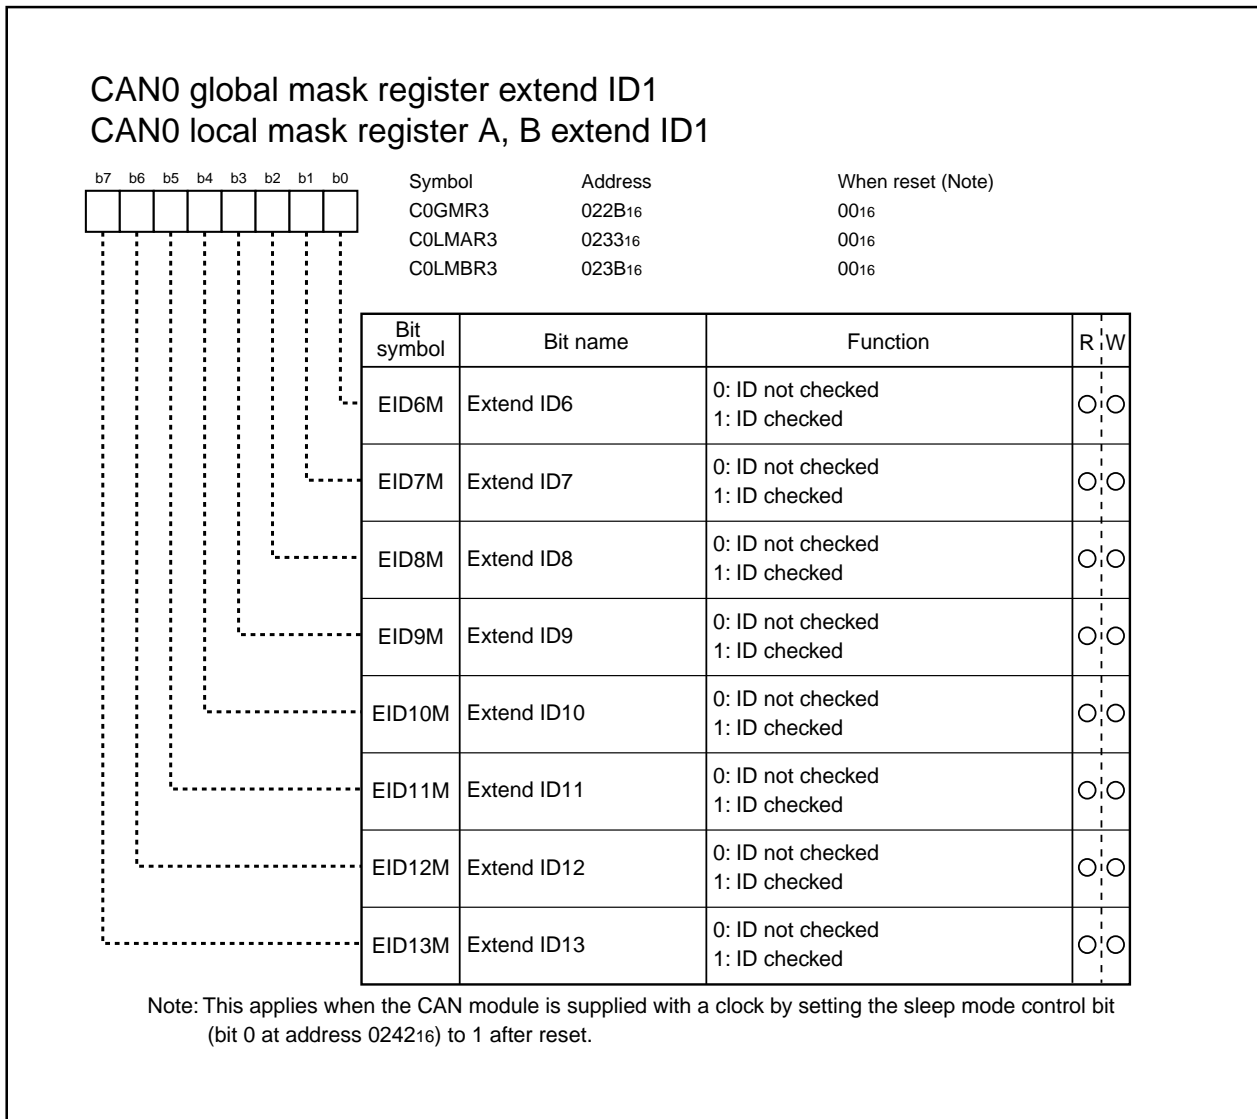 CAN0 global mask register extend ID1
CAN0 local mask register A, B extend ID1
b7 b6 b5 b4 b3 b2 b1 b0
Symbol Address When reset (Note)
C0GMR3 022B16 0016
C0LMAR3 023316 0016
C0LMBR3 023B16 0016
Bit symbol Bit name Function R W
EID6M Extend ID6 0: ID not checked
1: ID checked
EID7M Extend ID7 0: ID not checked
1: ID checked
EID8M Extend ID8 0: ID not checked
1: ID checked
EID9M Extend ID9 0: ID not checked
1: ID checked
EID10M Extend ID10 0: ID not checked
1: ID checked
EID11M Extend ID11 0: ID not checked
1: ID checked
EID12M Extend ID12 0: ID not checked
1: ID checked
EID13M Extend ID13 0: ID not checked
1: ID checked
Note: This applies when the CAN module is supplied with a clock by setting the sleep mode control bit
(bit 0 at address 024216) to 1 after reset.